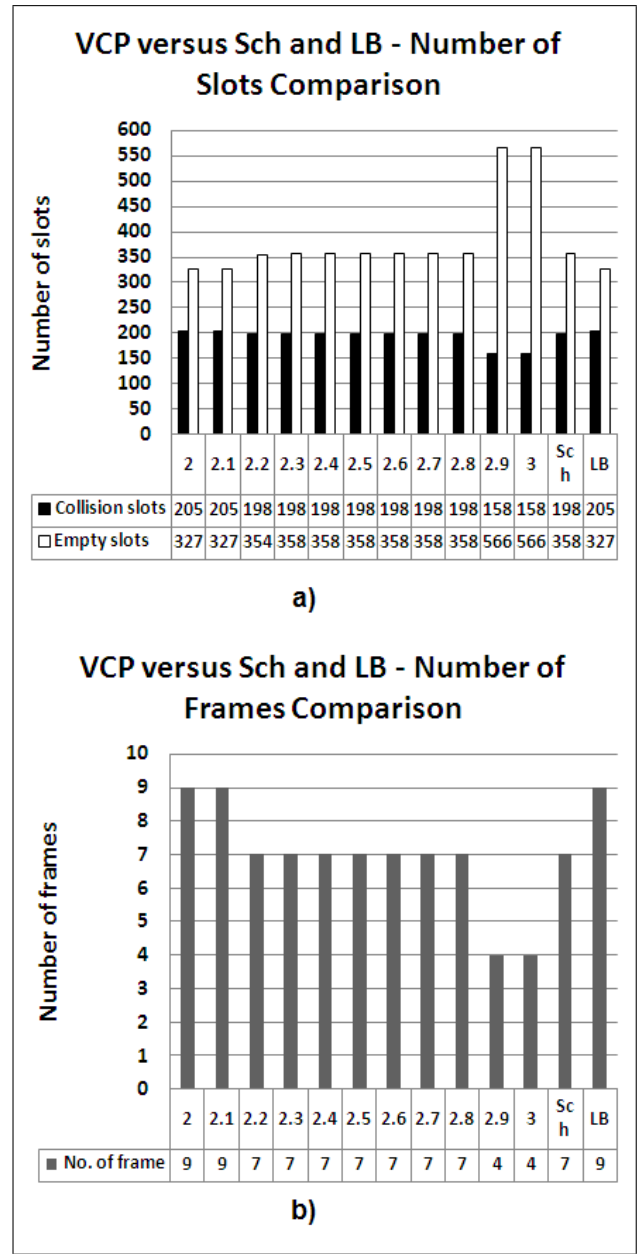 VCP versus Sch and LB - Number of
Slots Comparison
Number of slots
600
550
500
450
400
350
300
250
200
150
100
50
0
2 2.1 2.2 2.3 2.4 2.5 2.6 2.7 2.8 2.9 3 Sch LB
Collision slots 205 205 198 198 198 198 198 198 198 158 158 198 205
Empty slots 327 327 354 358 358 358 358 358 358 566 566 358 327
a)
VCP versus Sch and LB - Number of
Frames Comparison
Number of frames
10
9
8
7
6
5
4
3
2
1
0
2 2.1 2.2 2.3 2.4 2.5 2.6 2.7 2.8 2.9 3 Sch LB
No. of frame 9 9 7 7 7 7 7 7 7 4 4 7 9
b)